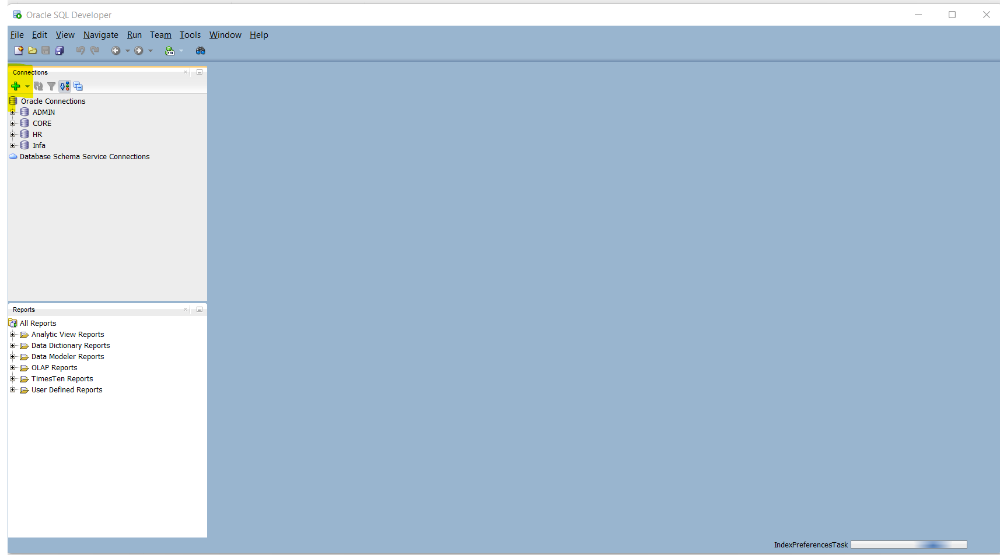 Oracle SQL Developer
File Edit View Navigate Run Team Tools Window Help
SQL
Connections
Oracle Connections
ADMIN
CORE
HR
Infa
Database Schema Service Connections
Reports
All Reports
Analytic View Reports
Data Dictionary Reports
Data Modeler Reports
OLAP Reports
TimesTen Reports
User Defined Reports
IndexPreferencesTask